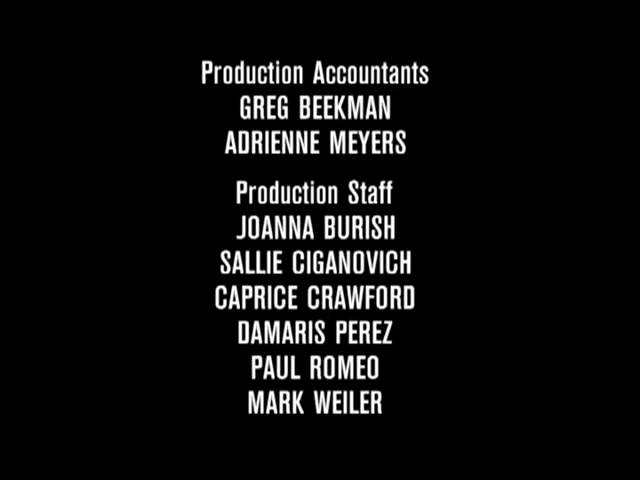 Production Accountants
GREG BEEKMAN
ADRIENNE MEYERS
Production Staff
JOANNA BURISH
SALLIE CIGANOVICH
CAPRICE CRAWFORD
DAMARIS PEREZ
PAUL ROMEO
MARK WEILER